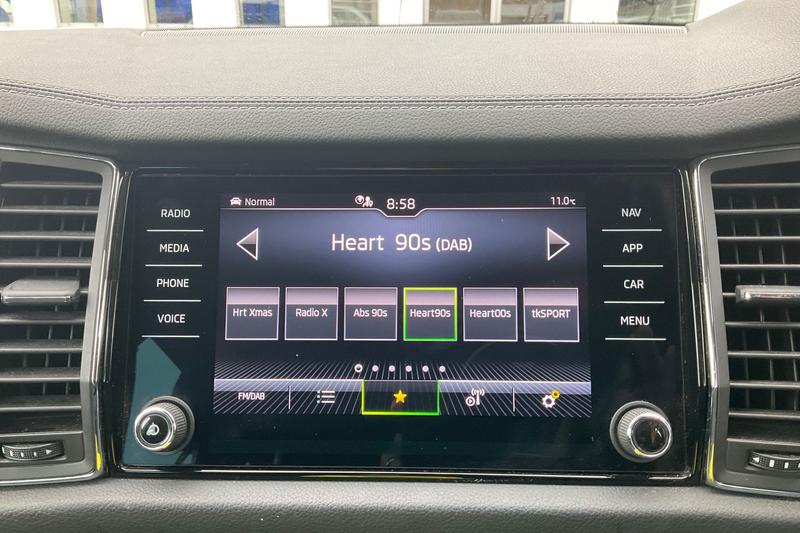 Normal 8:58 11.0°C
RADIO
MEDIA
PHONE
VOICE
Heart 90s (DAB)
Hrt Xmas Radio X Abs 90s Heart90s Heart00s tkSPORT
FM/DAB
NAV
APP
CAR
MENU